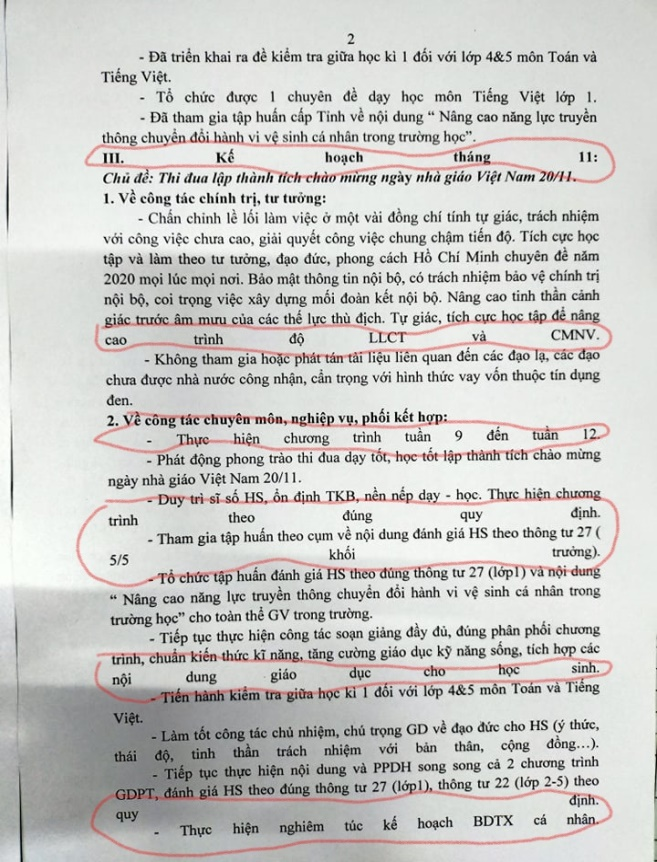 2
- Đã triển khai ra đề kiểm tra giữa học kì 1 đối với lớp 4&5 môn Toán và
Tiếng Việt.
- Tổ chức được 1 chuyên đề dạy học môn Tiếng Việt lớp 1.
- Đã tham gia tập huấn cấp Tỉnh về nội dung “ Nâng cao năng lực truyền
thông chuyển đổi hành vi vệ sinh cá nhân trong trường học”.
III. Kế hoạch tháng 11:
Chủ đề: Thi đua lập thành tích chào mừng ngày nhà giáo Việt Nam 20/11.
1. Về công tác chính trị, tư tưởng:
- Chấn chỉnh lề lối làm việc ở một vài đồng chí tính tự giác, trách nhiệm
với công việc chưa cao, giải quyết công việc chung chậm tiến độ. Tích cực học
tập và làm theo tư tưởng, đạo đức, phong cách Hồ Chí Minh chuyên đề năm
2020 mọi lúc mọi nơi. Bảo mật thông tin nội bộ, có trách nhiệm bảo vệ chính trị
nội bộ, coi trọng việc xây dựng mối đoàn kết nội bộ. Nâng cao tinh thần cảnh
giác trước âm mưu của các thế lực thù địch. Tự giác, tích cực học tập để nâng
cao trình độ LLCT và CMNV.
- Không tham gia hoặc phát tán tài liệu liên quan đến các đạo lạ, các đạo
chưa được nhà nước công nhận, cẩn trọng với hình thức vay vốn thuộc tín dụng
đen.
2. Về công tác chuyên môn, nghiệp vụ, phối kết hợp:
- Thực hiện chương trình tuần 9 đến tuần 12.
- Phát động phong trào thi đua dạy tốt, học tốt lập thành tích chào mừng
ngày nhà giáo Việt Nam 20/11.
- Duy trì sĩ số HS, ổn định TKB, nền nếp dạy - học. Thực hiện chương
trình theo đúng quy định.
- Tham gia tập huấn theo cụm về nội dung đánh giá HS theo thông tư 27 (
5/5 khối trưởng).
- Tổ chức tập huấn đánh giá HS theo đúng thông tư 27 (lớp1) và nội dung
“ Nâng cao năng lực truyền thông chuyển đổi hành vi vệ sinh cá nhân trong
trường học” cho toàn thể GV trong trường.
- Tiếp tục thực hiện công tác soạn giảng đầy đủ, đúng phân phối chương
trình, chuẩn kiến thức kĩ năng, tăng cường giáo dục kỹ năng sống, tích hợp các
nội dung giáo dục cho học sinh.
- Tiến hành kiểm tra giữa học kì 1 đối với lớp 4&5 môn Toán và Tiếng
Việt.
- Làm tốt công tác chủ nhiệm, chú trọng GD về đạo đức cho HS (ý thức,
thái độ, tinh thần trách nhiệm với bản thân, cộng đồng…).
- Tiếp tục thực hiện nội dung và PPDH song song cả 2 chương trình
GDPT, đánh giá HS theo đúng thông tư 27 (lớp1), thông tư 22 (lớp 2-5) theo
quy định.
- Thực hiện nghiêm túc kế hoạch BDTX cá nhân.